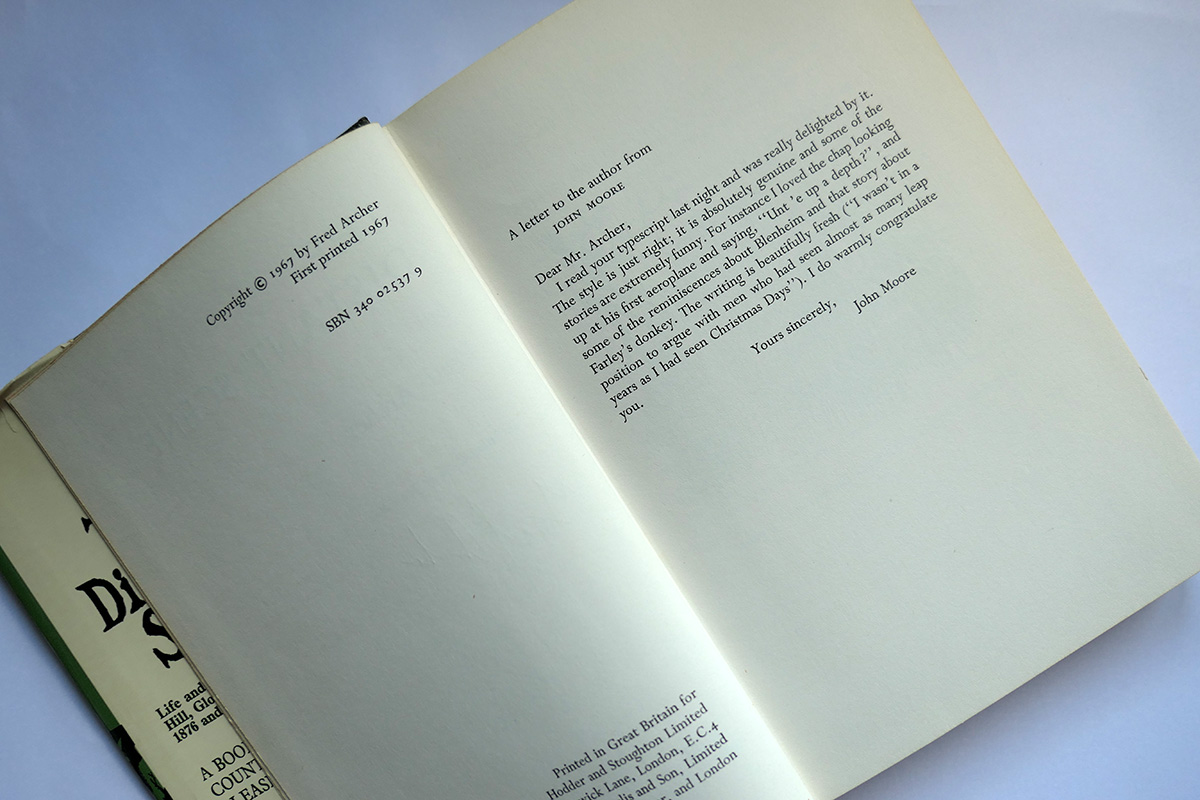 Copyright © 1967 by Fred Archer
First printed 1967
SBN 340 02537 9
Printed in Great Britain for
Hodder and Stoughton Limited
Lane, London, E.C.4
and Son, Limited
and London
Life and
Hill,
1876 and
A
A letter to the author from
JOHN MOORE
Dear Mr. Archer,
I read your typescript last night and was really delighted by it.
The style is just right; it is absolutely genuine and some of the
stories are extremely funny. For instance I loved the chap looking
up at his first aeroplane and saying, "Unt 'e up a depth?", and
some of the reminiscences about Blenheim and that story about
Farley's donkey. The writing is beautifully fresh ("I wasn't in a
position to argue with men who had seen almost as many leap
years as I had seen Christmas Days"). I do warmly congratulate
you.
Yours sincerely,
John Moore